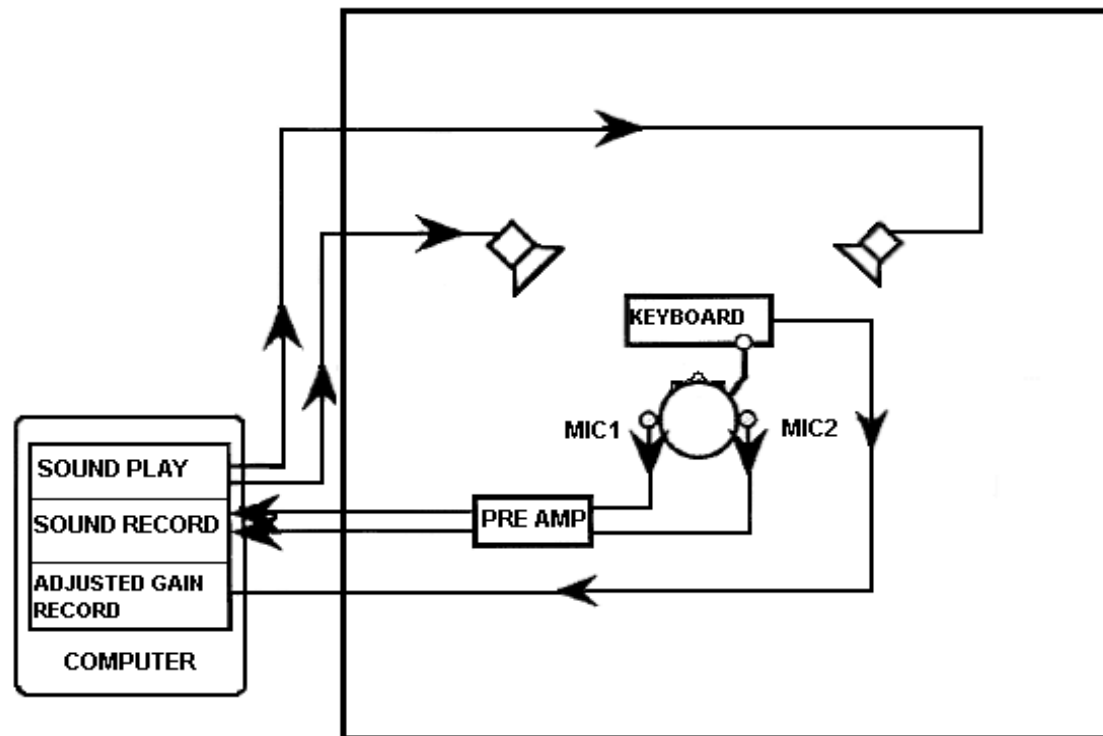 KEYBOARD
MIC1
MIC2
SOUND PLAY
SOUND RECORD
PRE AMP
ADJUSTED GAIN
RECORD
COMPUTER